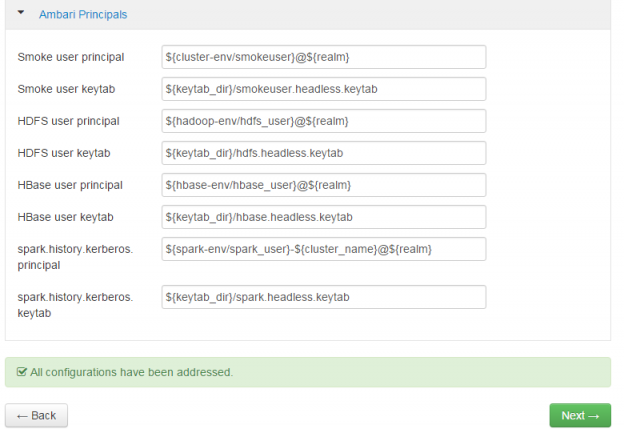 Ambari Principals
Smoke user principal ${cluster-env/smokeuser}@${realm}
Smoke user keytab ${keytab_dir}/smokeuser.headless.keytab
HDFS user principal ${hadoop-env/hdfs_user}@${realm}
HDFS user keytab ${keytab_dir}/hdfs.headless.keytab
HBase user principal ${hbase-env/hbase_user}@${realm}
HBase user keytab ${keytab_dir}/hbase.headless.keytab
spark.history.kerberos. ${spark-env/spark_user}-${cluster_name}@${realm}
principal
spark.history.kerberos. ${keytab_dir}/spark.headless.keytab
keytab
All configurations have been addressed.
← Back Next →